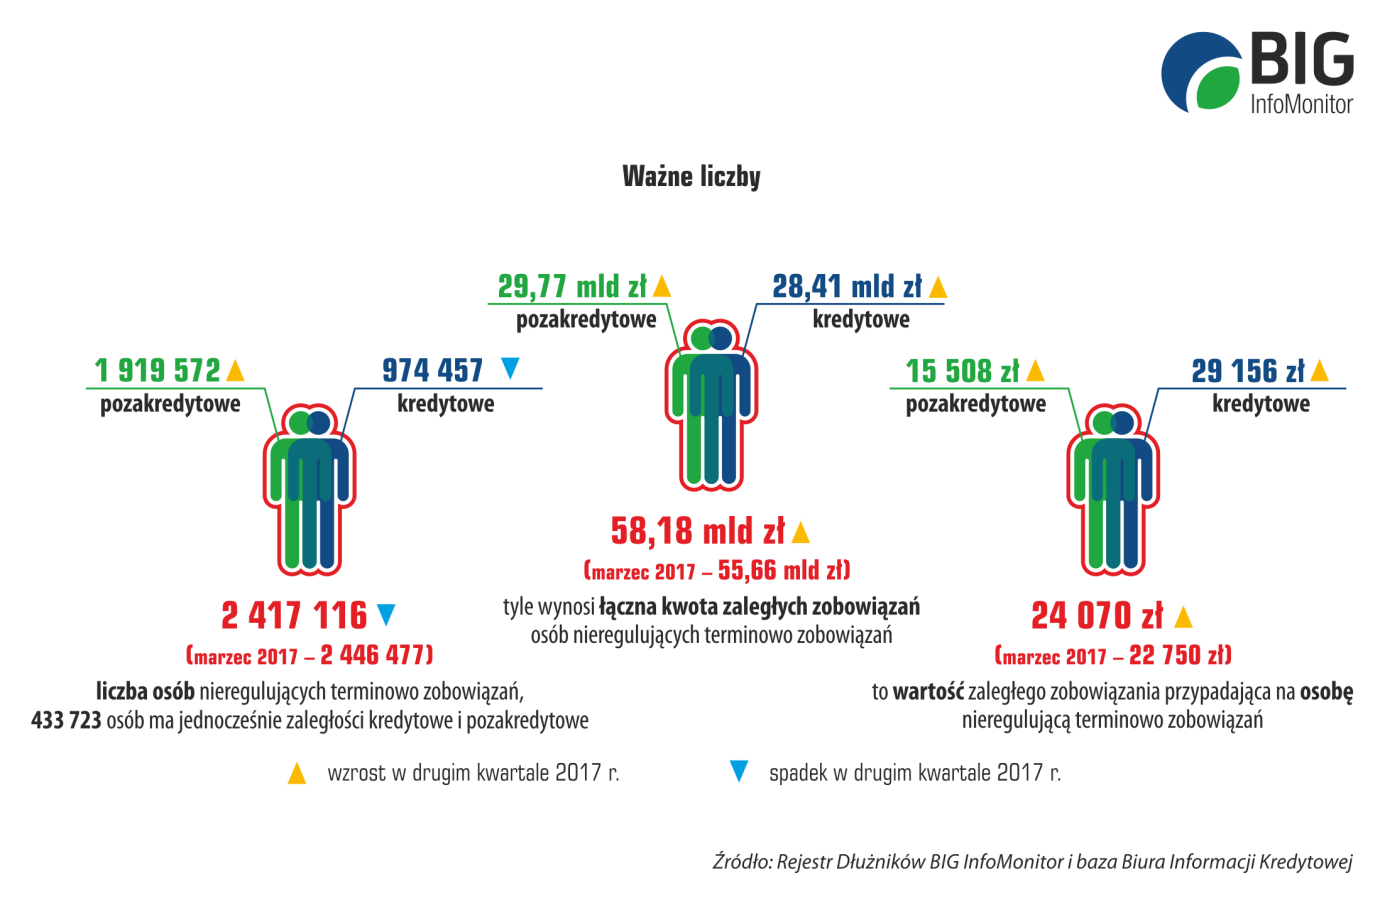 BIG
InfoMonitor
Ważne liczby
29,77 mld zł
pozakredytowe
28,41 mld zł
kredytowe
1 919 572
pozakredytowe
974 457
kredytowe
15 508 zł
pozakredytowe
29 156 zł
kredytowe
2 417 116
(marzec 2017 – 2 446 477)
liczba osób nieregulujących terminowo zobowiązań,
433 723 osób ma jednocześnie zaległości kredytowe i pozakredytowe
58,18 mld zł
(marzec 2017 – 55,66 mld zł)
tyle wynosi łączna kwota zaległych zobowiązań
osób nieregulujących terminowo zobowiązań
24 070 zł
(marzec 2017 – 22 750 zł)
to wartość zaległego zobowiązania przypadająca na osobę
nieregulującą terminowo zobowiązań
wzrost w drugim kwartale 2017 r.
spadek w drugim kwartale 2017 r.
Źródło: Rejestr Dłużników BIG InfoMonitor i baza Biura Informacji Kredytowej